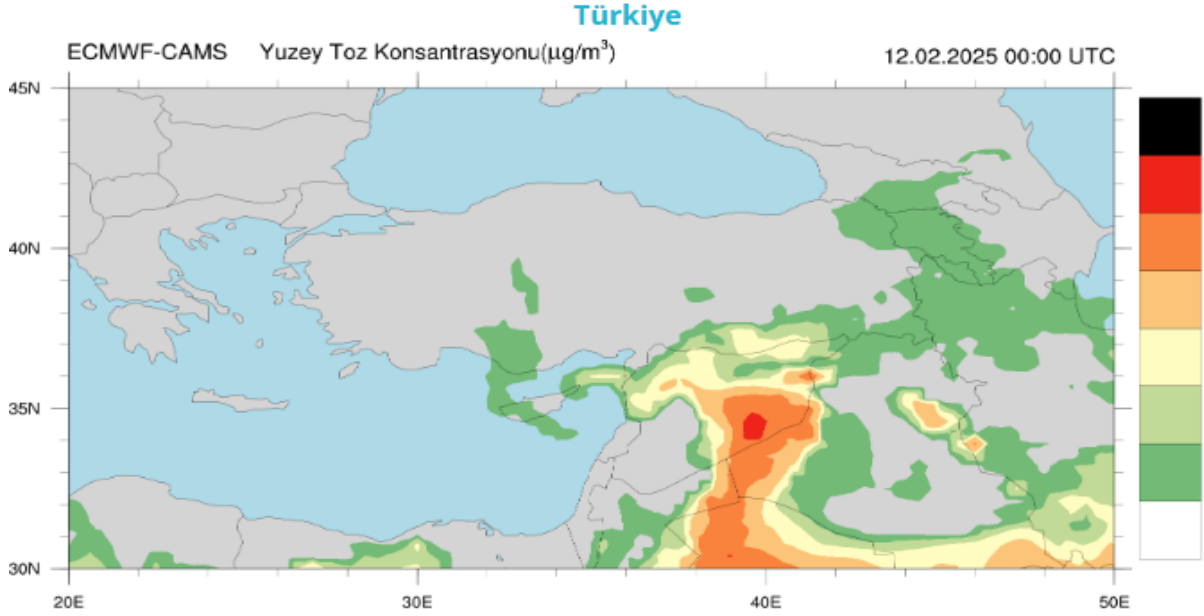 Türkiye
ECMWF-CAMS Yuzey Toz Konsantrasyonu(μg/m³) 12.02.2025 00:00 UTC
45N
40N
35N
30N
20E 30E 40E 50E